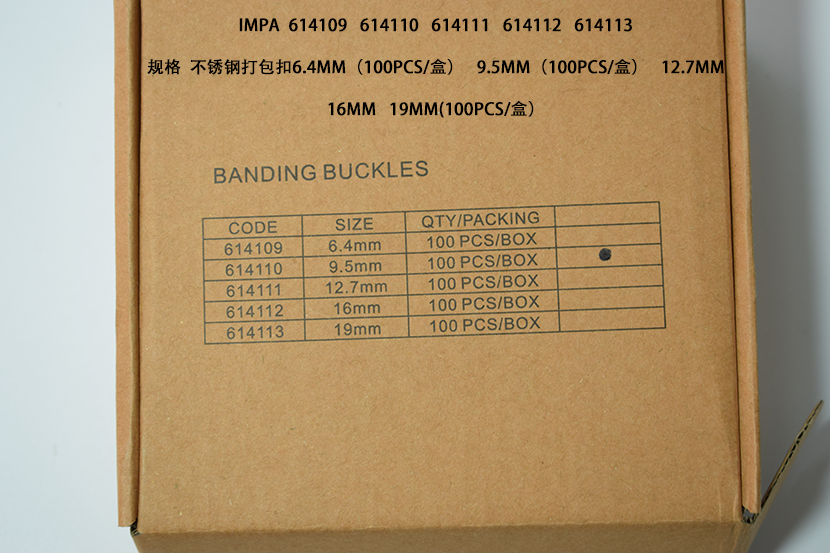 IMPA 614109 614110 614111 614112 614113
规格 不锈钢打包扣6.4MM（100PCS/盒） 9.5MM（100PCS/盒） 12.7MM
16MM 19MM(100PCS/盒）
BANDING BUCKLES
CODE SIZE QTY/PACKING
614109 6.4mm 100 PCS/BOX
614110 9.5mm 100 PCS/BOX
614111 12.7mm 100 PCS/BOX
614112 16mm 100 PCS/BOX
614113 19mm 100 PCS/BOX